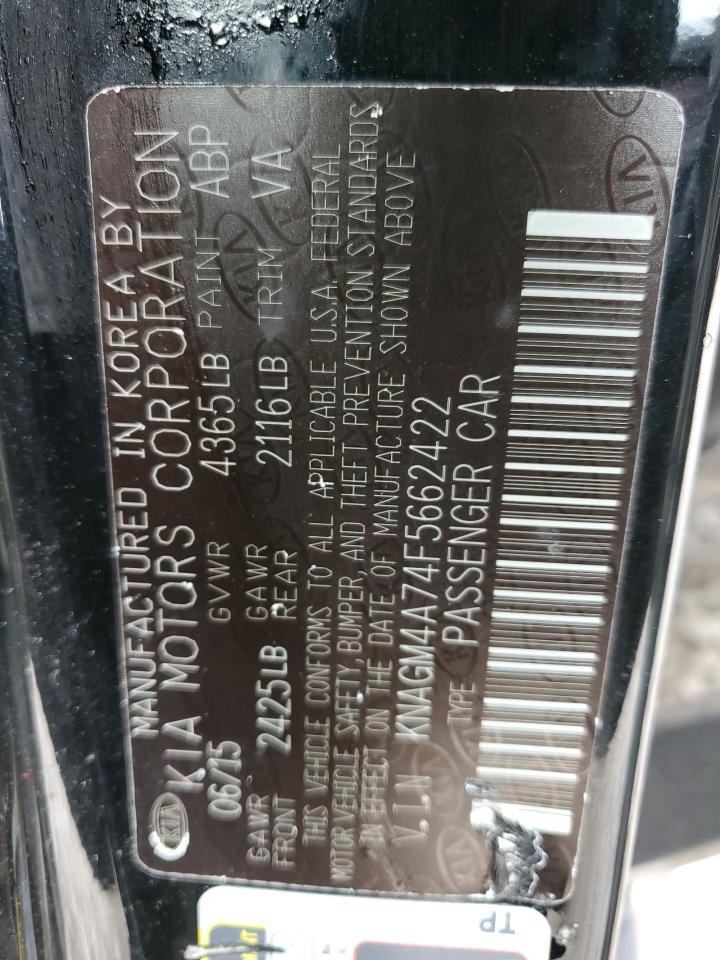 MANUFACTURED IN KOREA BY
KIA KIA MOTORS CORPORATION
06/15 GVWR 4365LB PAINT ABP
GAWR FRONT 2425LB GAWR REAR 2116LB TRIM VA
THIS VEHICLE CONFORMS TO ALL APPLICABLE U.S.A. FEDERAL
MOTOR VEHICLE SAFETY, BUMPER, AND THEFT PREVENTION STANDARDS
IN EFFECT ON THE DATE OF MANUFACTURE SHOWN ABOVE
V.I.N KNAGM4A74F5662422
TYPE PASSENGER CAR
TP